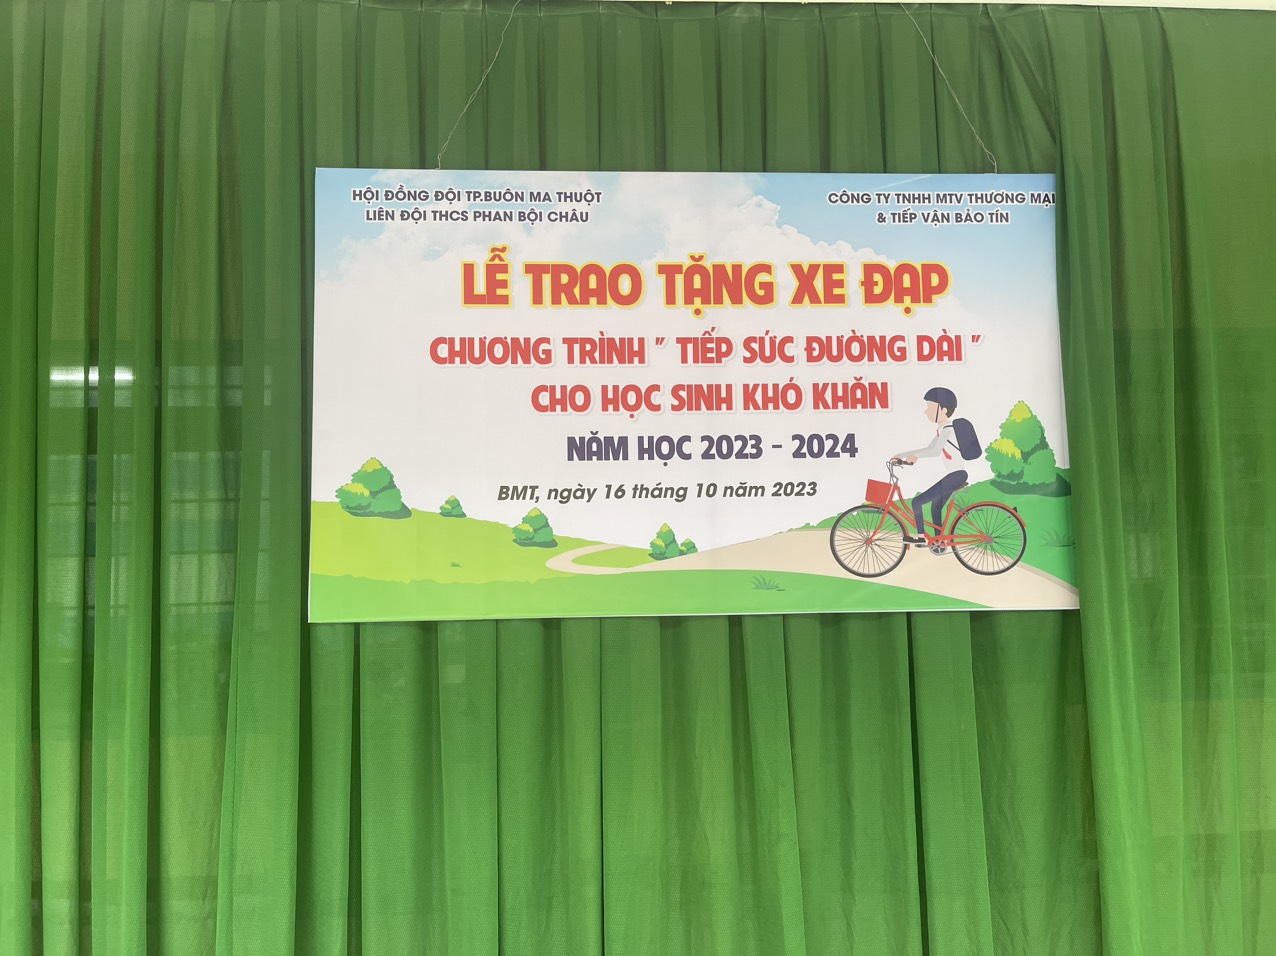 HỘI ĐỒNG ĐỘI TP.BUÔN MA THUỘT
LIÊN ĐỘI THCS PHAN BỘI CHÂU
CÔNG TY TNHH MTV THƯƠNG MẠI
& TIẾP VẬN BẢO TÍN
LỄ TRAO TẶNG XE ĐẠP
CHƯƠNG TRÌNH " TIẾP SỨC ĐƯỜNG DÀI "
CHO HỌC SINH KHÓ KHĂN
NĂM HỌC 2023 - 2024
BMT, ngày 16 tháng 10 năm 2023